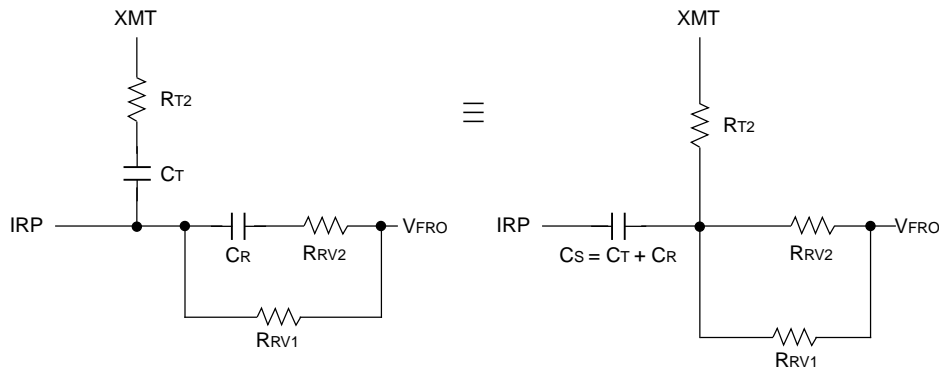 XMT
RT2
CT
IRP
CR
RRV2
VFRO
RRV1
≡
XMT
RT2
IRP
CS = CT + CR
RRV2
VFRO
RRV1